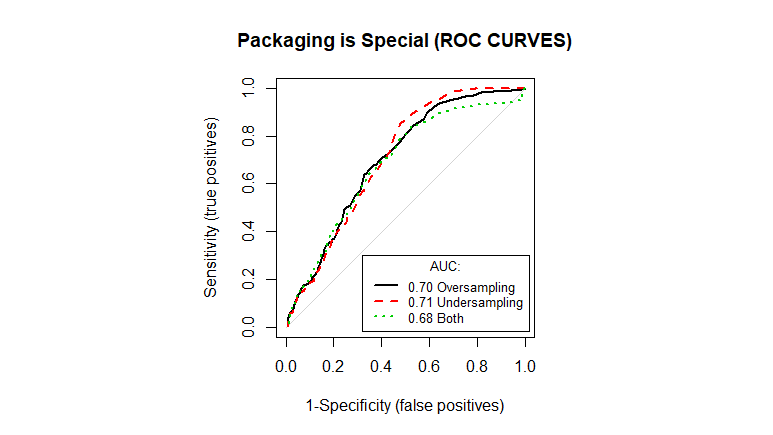 Packaging is Special (ROC CURVES)
Sensitivity (true positives)
1.0
0.8
0.6
0.4
0.2
0.0
AUC:
0.70 Oversampling
0.71 Undersampling
0.68 Both
0.0 0.2 0.4 0.6 0.8 1.0
1-Specificity (false positives)